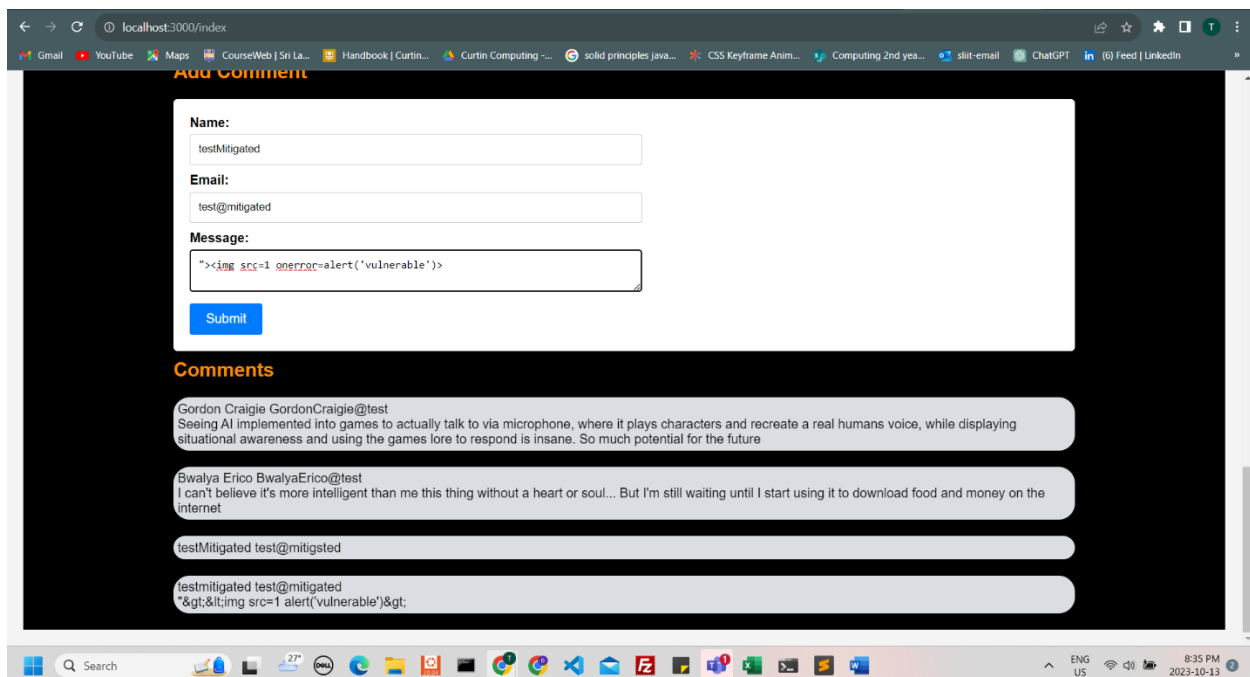 localhost:3000/index
T
Gmail YouTube Maps CourseWeb | Sri La... Handbook | Curtin... Curtin Computing -... G solid principles java... CSS Keyframe Anim... Computing 2nd yea... sliit-email ChatGPT in (6) Feed | LinkedIn »
Add Comment
Name:
testMitigated
Email:
test@mitigated
Message:
"><img src=1 onerror=alert('vulnerable')>
Submit
Comments
Gordon Craigie GordonCraigie@test
Seeing AI implemented into games to actually talk to via microphone, where it plays characters and recreate a real humans voice, while displaying
situational awareness and using the games lore to respond is insane. So much potential for the future
Bwalya Erico BwalyaErico@test
I can't believe it's more intelligent than me this thing without a heart or soul... But I'm still waiting until I start using it to download food and money on the
internet
testMitigated test@mitigsted
testmitigated test@mitigated
"&gt;&lt;img src=1 alert('vulnerable')&gt;
Search 27° DELL ENG 8:35 PM
US 2023-10-13 2